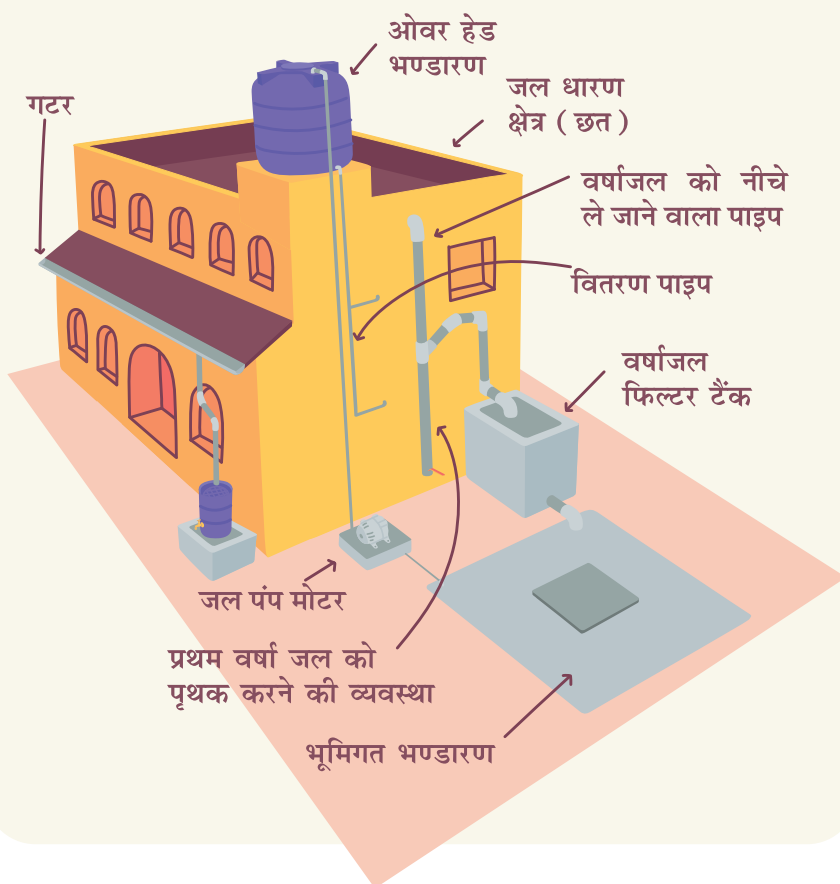 ओवर हेड
भण्डारण
जल धारण
क्षेत्र ( छत )
गटर
वर्षाजल को नीचे
ले जाने वाला पाइप
वितरण पाइप
वर्षाजल
फिल्टर टैंक
जल पंप मोटर
प्रथम वर्षा जल को
पृथक करने की व्यवस्था
भूमिगत भण्डारण